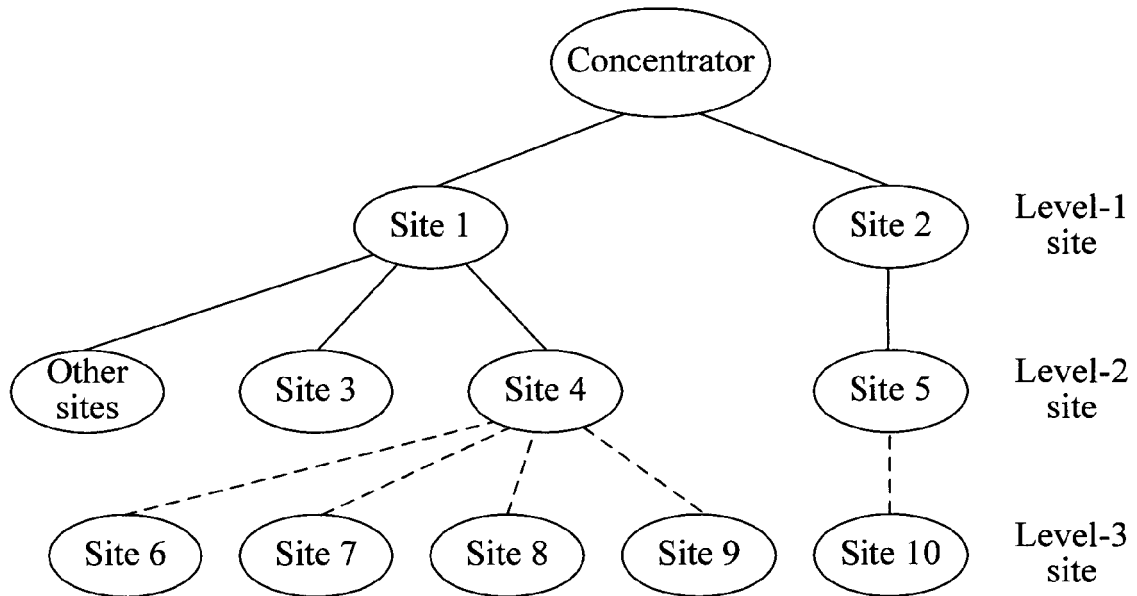 Concentrator
Site 1
Site 2
Level-1
site
Other
sites
Site 3
Site 4
Site 5
Level-2
site
Site 6
Site 7
Site 8
Site 9
Site 10
Level-3
site